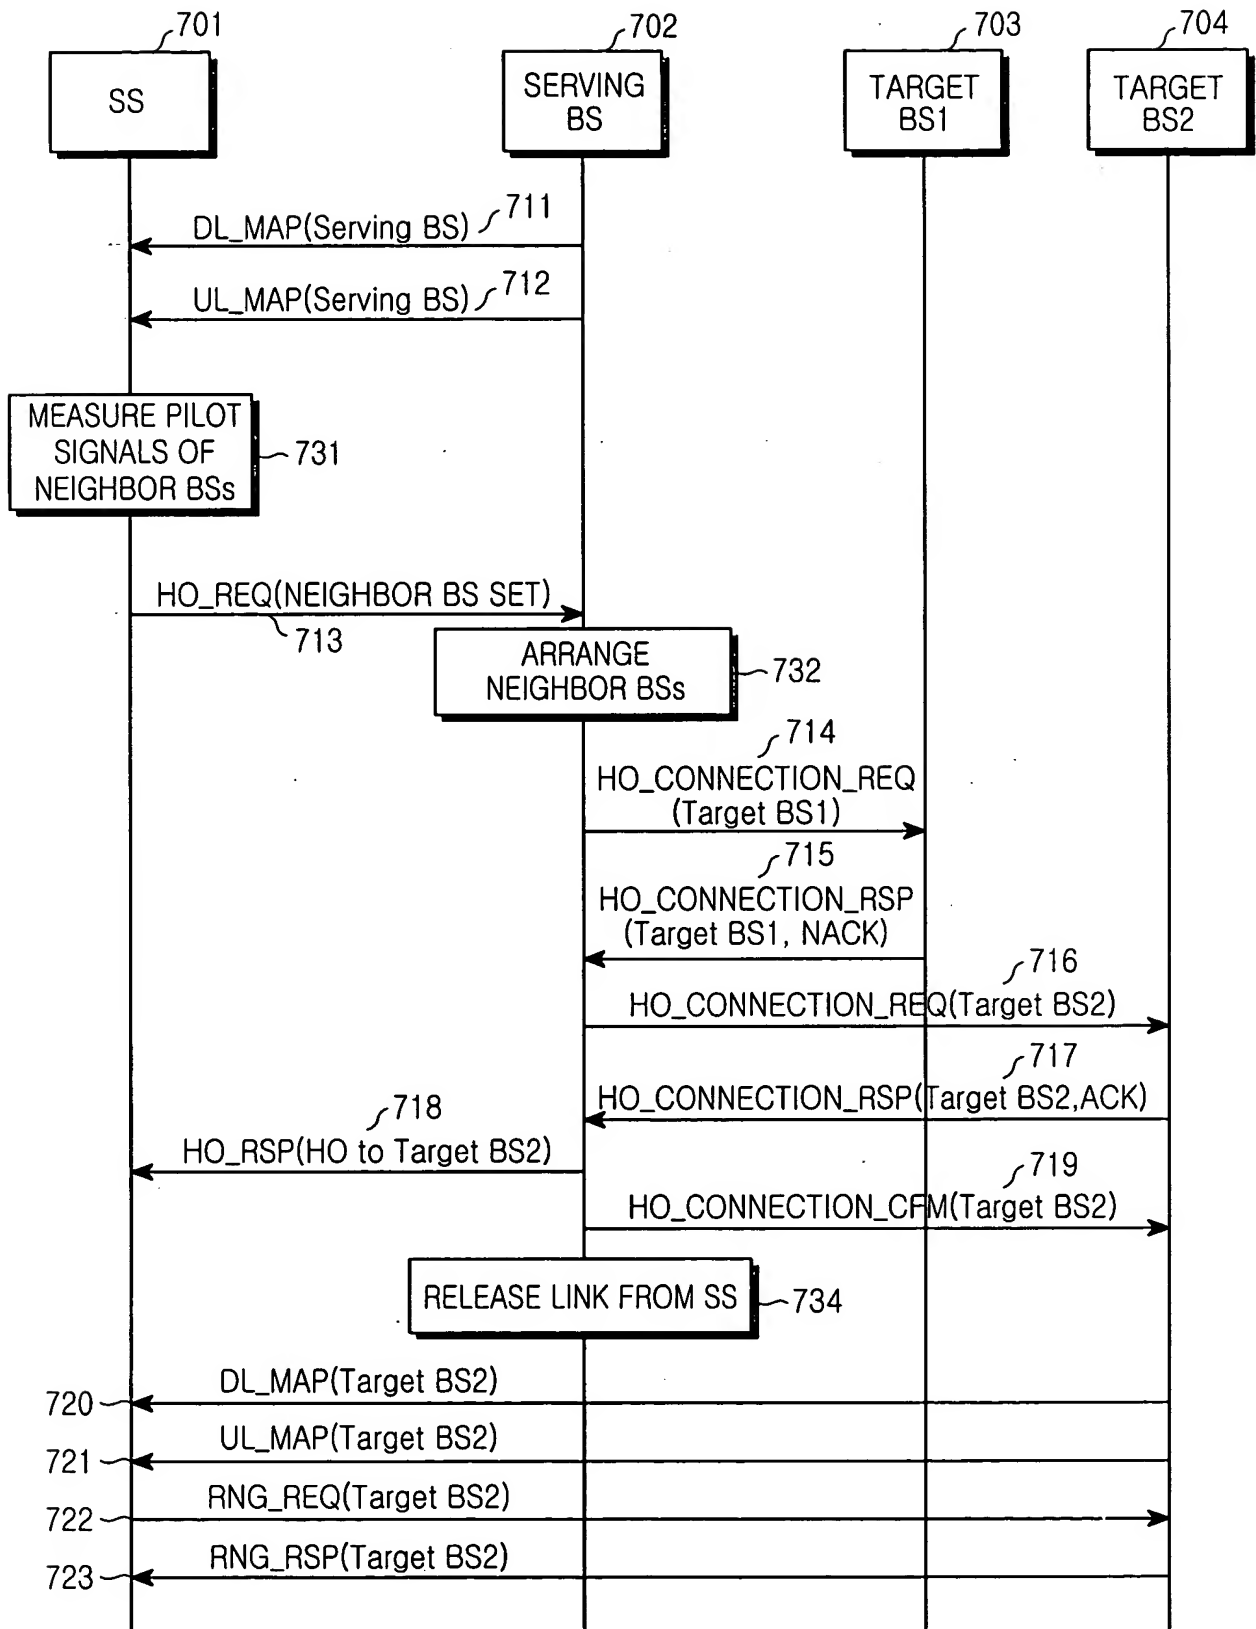 701
702
703
704
SS
SERVING
BS
TARGET
BS1
TARGET
BS2
711
DL_MAP(Serving BS)
712
UL_MAP(Serving BS)
MEASURE PILOT
SIGNALS OF
NEIGHBOR BSs
731
HO_REQ(NEIGHBOR BS SET)
713
ARRANGE
NEIGHBOR BSs
732
714
HO_CONNECTION_REQ
(Target BS1)
715
HO_CONNECTION_RSP
(Target BS1, NACK)
716
HO_CONNECTION_REQ(Target BS2)
717
HO_CONNECTION_RSP(Target BS2,ACK)
718
HO_RSP(HO to Target BS2)
719
HO_CONNECTION_CFM(Target BS2)
RELEASE LINK FROM SS
734
DL_MAP(Target BS2)
720
UL_MAP(Target BS2)
721
RNG_REQ(Target BS2)
722
RNG_RSP(Target BS2)
723